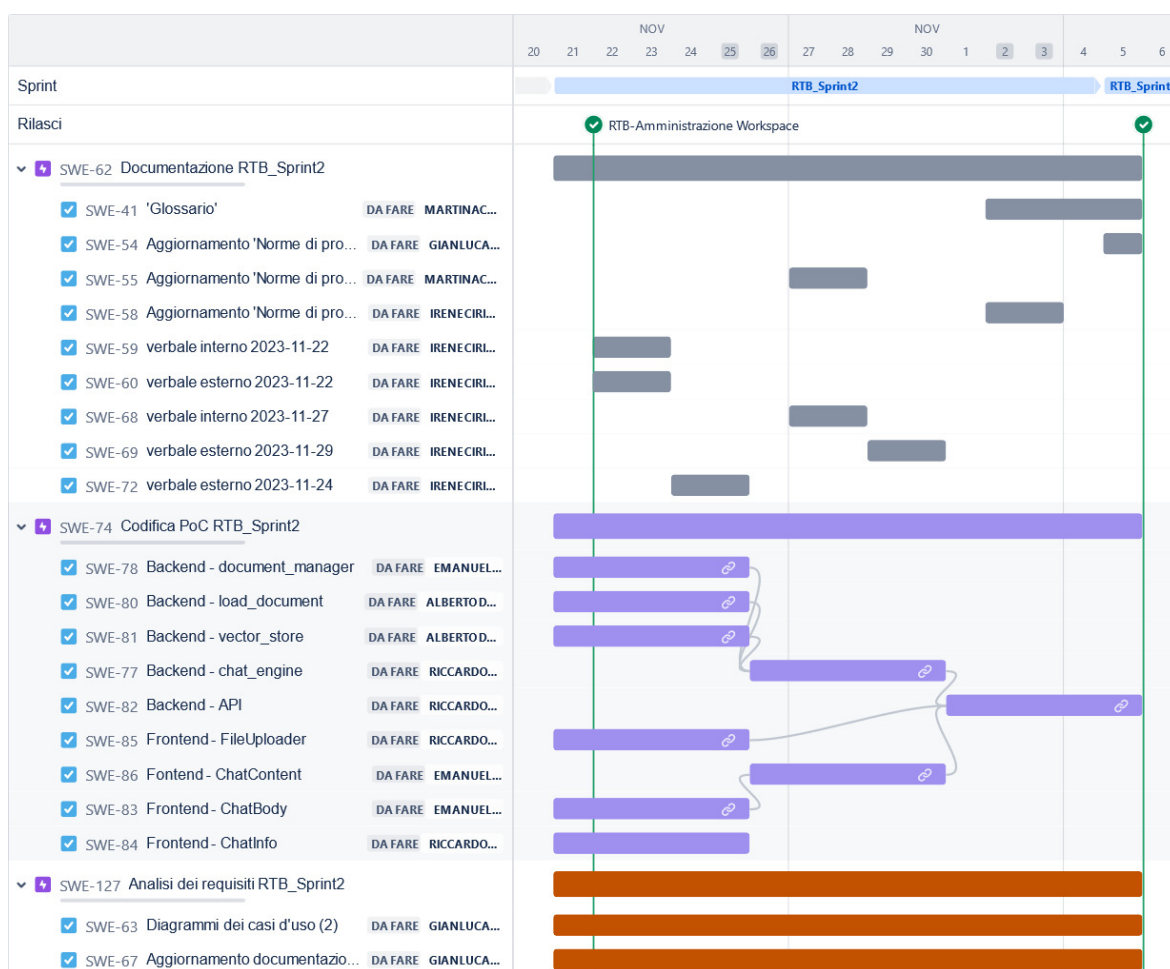 NOV NOV
20 21 22 23 24 25 26 27 28 29 30 1 2 3 4 5 6
Sprint RTB_Sprint2 RTB_Sprint
Rilasci RTB-Amministrazione Workspace
SWE-62 Documentazione RTB_Sprint2
SWE-41 'Glossario' DA FARE MARTINAC...
SWE-54 Aggiornamento 'Norme di pro... DA FARE GIANLUCA...
SWE-55 Aggiornamento 'Norme di pro... DA FARE MARTINAC...
SWE-58 Aggiornamento 'Norme di pro... DA FARE IRENECIRI...
SWE-59 verbale interno 2023-11-22 DA FARE IRENECIRI...
SWE-60 verbale esterno 2023-11-22 DA FARE IRENECIRI...
SWE-68 verbale interno 2023-11-27 DA FARE IRENECIRI...
SWE-69 verbale esterno 2023-11-29 DA FARE IRENECIRI...
SWE-72 verbale esterno 2023-11-24 DA FARE IRENECIRI...
SWE-74 Codifica PoC RTB_Sprint2
SWE-78 Backend - document_manager DA FARE EMANUEL...
SWE-80 Backend - load_document DA FARE ALBERTOD...
SWE-81 Backend - vector_store DA FARE ALBERTOD...
SWE-77 Backend - chat_engine DA FARE RICCARDO...
SWE-82 Backend - API DA FARE RICCARDO...
SWE-85 Frontend - FileUploader DA FARE RICCARDO...
SWE-86 Fontend - ChatContent DA FARE EMANUEL...
SWE-83 Frontend - ChatBody DA FARE EMANUEL...
SWE-84 Frontend - ChatInfo DA FARE RICCARDO...
SWE-127 Analisi dei requisiti RTB_Sprint2
SWE-63 Diagrammi dei casi d'uso (2) DA FARE GIANLUCA...
SWE-67 Aggiornamento documentazio... DA FARE GIANLUCA...